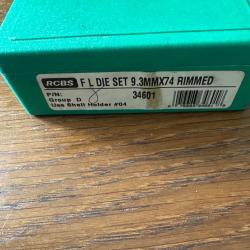 RCBS F L DIE SET 9.3MMX74 RIMMED
P/N: 34601
Group D
Use Shell Holder #04